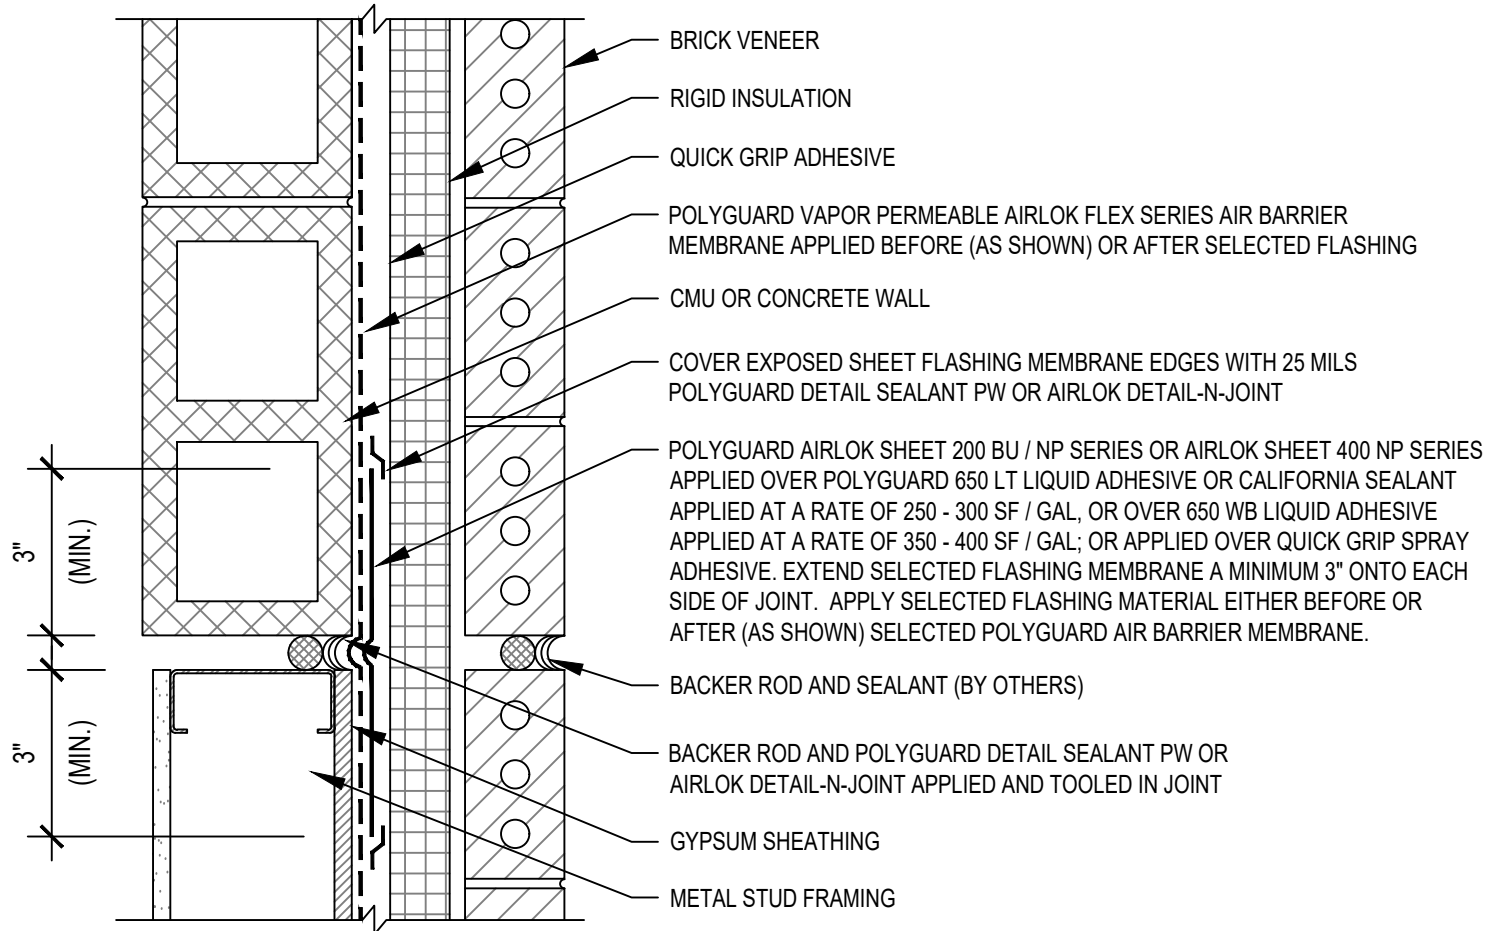 BRICK VENEER
RIGID INSULATION
QUICK GRIP ADHESIVE
POLYGUARD VAPOR PERMEABLE AIRLOK FLEX SERIES AIR BARRIER
MEMBRANE APPLIED BEFORE (AS SHOWN) OR AFTER SELECTED FLASHING
CMU OR CONCRETE WALL
COVER EXPOSED SHEET FLASHING MEMBRANE EDGES WITH 25 MILS
POLYGUARD DETAIL SEALANT PW OR AIRLOK DETAIL-N-JOINT
POLYGUARD AIRLOK SHEET 200 BU / NP SERIES OR AIRLOK SHEET 400 NP SERIES
APPLIED OVER POLYGUARD 650 LT LIQUID ADHESIVE OR CALIFORNIA SEALANT
APPLIED AT A RATE OF 250 - 300 SF / GAL, OR OVER 650 WB LIQUID ADHESIVE
APPLIED AT A RATE OF 350 - 400 SF / GAL; OR APPLIED OVER QUICK GRIP SPRAY
ADHESIVE. EXTEND SELECTED FLASHING MEMBRANE A MINIMUM 3" ONTO EACH
SIDE OF JOINT. APPLY SELECTED FLASHING MATERIAL EITHER BEFORE OR
AFTER (AS SHOWN) SELECTED POLYGUARD AIR BARRIER MEMBRANE.
BACKER ROD AND SEALANT (BY OTHERS)
BACKER ROD AND POLYGUARD DETAIL SEALANT PW OR
AIRLOK DETAIL-N-JOINT APPLIED AND TOOLED IN JOINT
GYPSUM SHEATHING
METAL STUD FRAMING
3"
(MIN.)
3"
(MIN.)